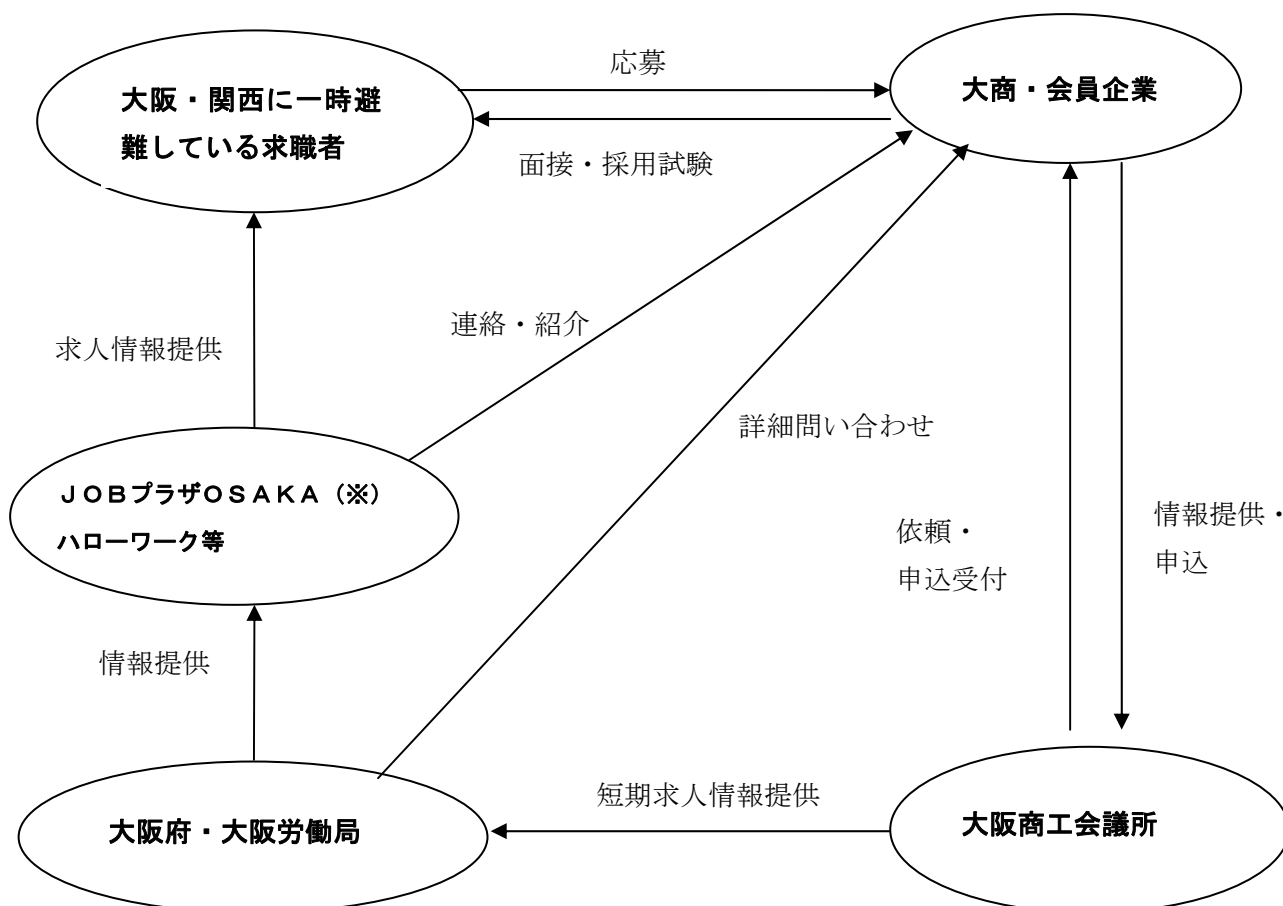 応募
大阪・関西に一時避
難している求職者
大商・会員企業
面接・採用試験
連絡・紹介
求人情報提供
詳細問い合わせ
JOBプラザOSAKA(※)
ハローワーク等
依頼・
申込受付
情報提供・
申込
情報提供
短期求人情報提供
大阪府・大阪労働局
大阪商工会議所